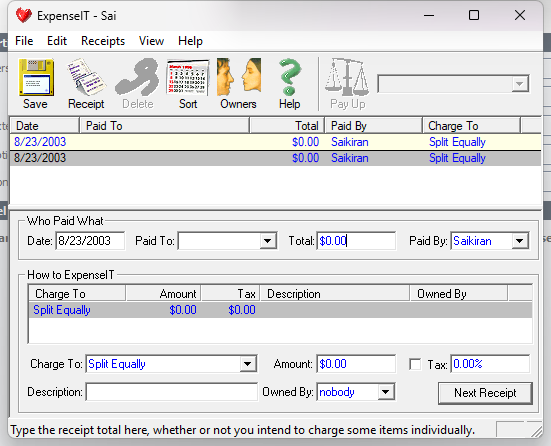 ExpenseIT - Sai
File Edit Receipts View Help
Save Receipt Delete Sort Owners Help Pay Up
Date Paid To Total Paid By Charge To
8/23/2003 $0.00 Saikiran Split Equally
8/23/2003 $0.00 Saikiran Split Equally
Who Paid What
Date: 8/23/2003 Paid To: Total: $0.00 Paid By: Saikiran
How to ExpenseIT
Charge To Amount Tax Description Owned By
Split Equally $0.00 $0.00
Charge To: Split Equally Amount: $0.00 Tax: 0.00%
Description: Owned By: nobody Next Receipt
Type the receipt total here, whether or not you intend to charge some items individually.